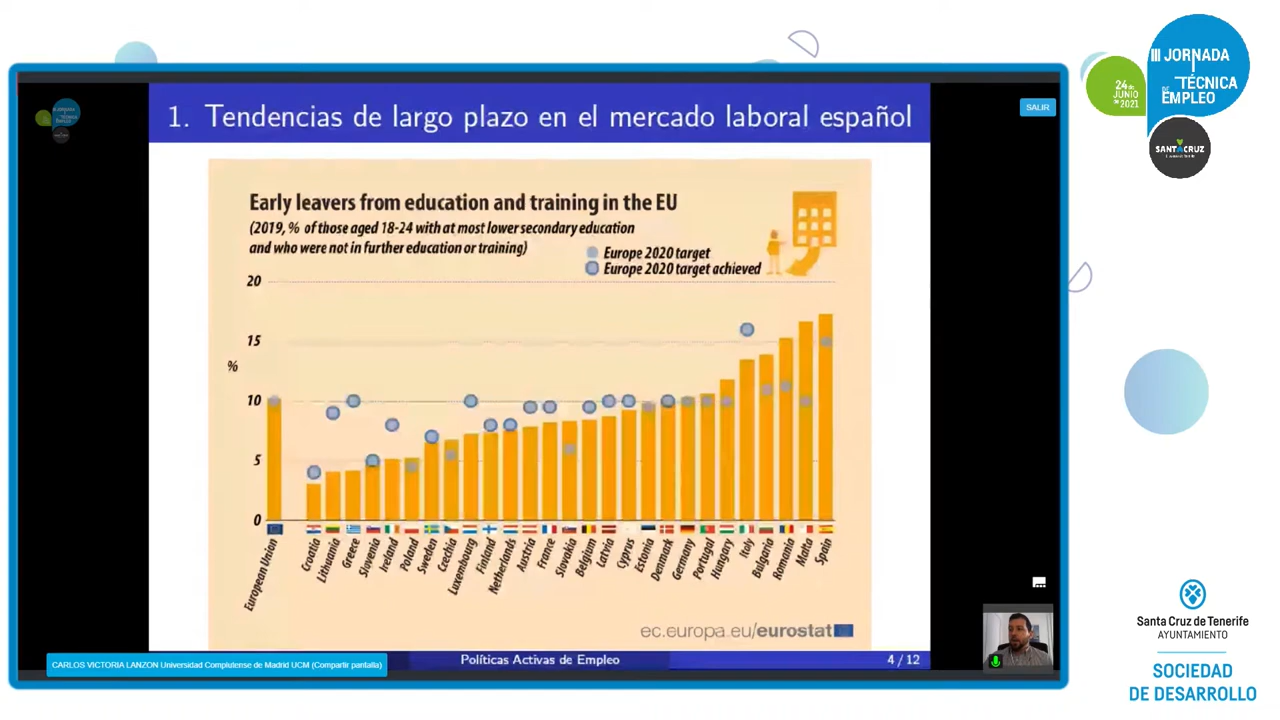 III JORNADA
TÉCNICA
DE EMPLEO
24 de
JUNIO
de 2021
SANTACRUZ
SALIR
1. Tendencias de largo plazo en el mercado laboral español
Early leavers from education and training in the EU
(2019, % of those aged 18-24 with at most lower secondary education
and who were not in further education or training)
Europe 2020 target
Europe 2020 target achieved
20
15
%
10
5
0
European Union
Croatia
Lithuania
Greece
Slovenia
Ireland
Poland
Sweden
Czechia
Luxembourg
Finland
Netherlands
Austria
France
Slovakia
Belgium
Latvia
Cyprus
Estonia
Denmark
Germany
Portugal
Hungary
Italy
Bulgaria
Romania
Malta
Spain
ec.europa.eu/eurostat
Políticas Activas de Empleo
4 / 12
CARLOS VICTORIA LANZON Universidad Complutense de Madrid UCM (Compartir pantalla)
Santa Cruz de Tenerife
AYUNTAMIENTO
SOCIEDAD
DE DESARROLLO